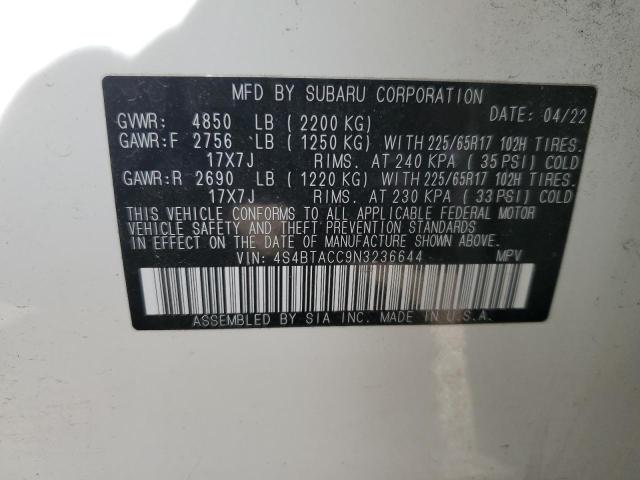 MFD BY SUBARU CORPORATION
DATE: 04/22
GVWR: 4850 LB (2200 KG)
GAWR:F 2756 LB (1250 KG) WITH 225/65R17 102H TIRES.
17X7J RIMS. AT 240 KPA (35 PSI) COLD
GAWR:R 2690 LB (1220 KG) WITH 225/65R17 102H TIRES.
17X7J RIMS. AT 230 KPA (33 PSI) COLD
THIS VEHICLE CONFORMS TO ALL APPLICABLE FEDERAL MOTOR
VEHICLE SAFETY AND THEFT PREVENTION STANDARDS
IN EFFECT ON THE DATE OF MANUFACTURE SHOWN ABOVE.
VIN: 4S4BTACC9N3236644 MPV
ASSEMBLED BY SIA INC. MADE IN U.S.A.